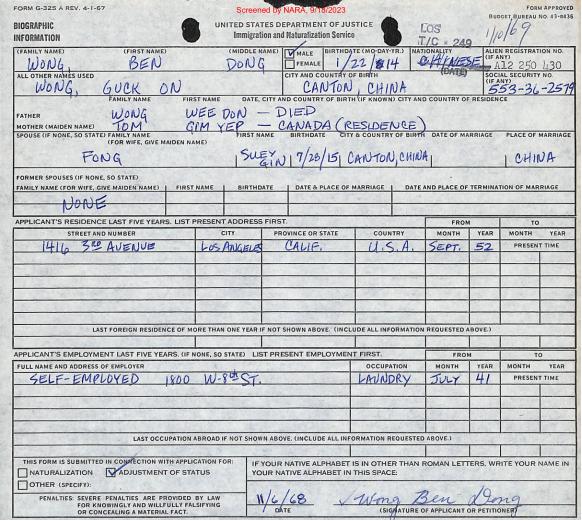 FORM G-325 A REV. 4-1-67
Screened by NARA, 9/18/2023
FORM APPROVED
BUDGET BUREAU NO. 43-R436
BIOGRAPHIC INFORMATION
UNITED STATES DEPARTMENT OF JUSTICE
Immigration and Naturalization Service
LOS
T/C - 249
(DATE)
1/10/69
(FAMILY NAME) (FIRST NAME) (MIDDLE NAME) MALE FEMALE BIRTHDATE (MO-DAY-YR.) NATIONALITY ALIEN REGISTRATION NO. (IF ANY)
WONG, BEN DONG 1/22/14 CHINESE A12 250 430
ALL OTHER NAMES USED CITY AND COUNTRY OF BIRTH SOCIAL SECURITY NO. (IF ANY)
WONG, GUCK ON CANTON, CHINA 553-36-2579
FAMILY NAME FIRST NAME DATE, CITY AND COUNTRY OF BIRTH (IF KNOWN) CITY AND COUNTRY OF RESIDENCE
FATHER WONG WEE DON - DIED
MOTHER (MAIDEN NAME) TOM GIM YEP - CANADA (RESIDENCE)
SPOUSE (IF NONE, SO STATE) FAMILY NAME (FOR WIFE, GIVE MAIDEN NAME) FIRST NAME BIRTHDATE CITY & COUNTRY OF BIRTH DATE OF MARRIAGE PLACE OF MARRIAGE
FONG SUEY GIN 7/28/15 CANTON, CHINA CHINA
FORMER SPOUSES (IF NONE, SO STATE)
FAMILY NAME (FOR WIFE, GIVE MAIDEN NAME) FIRST NAME BIRTHDATE DATE & PLACE OF MARRIAGE DATE AND PLACE OF TERMINATION OF MARRIAGE
NONE
APPLICANT'S RESIDENCE LAST FIVE YEARS. LIST PRESENT ADDRESS FIRST. FROM TO
STREET AND NUMBER CITY PROVINCE OR STATE COUNTRY MONTH YEAR MONTH YEAR
1416 3RD AVENUE LOS ANGELES CALIF. U.S.A. SEPT. 52 PRESENT TIME
LAST FOREIGN RESIDENCE OF MORE THAN ONE YEAR IF NOT SHOWN ABOVE. (INCLUDE ALL INFORMATION REQUESTED ABOVE.)
APPLICANT'S EMPLOYMENT LAST FIVE YEARS. (IF NONE, SO STATE) LIST PRESENT EMPLOYMENT FIRST. FROM TO
FULL NAME AND ADDRESS OF EMPLOYER OCCUPATION MONTH YEAR MONTH YEAR
SELF-EMPLOYED 1800 W-8th ST. LAUNDRY JULY 41 PRESENT TIME
LAST OCCUPATION ABROAD IF NOT SHOWN ABOVE. (INCLUDE ALL INFORMATION REQUESTED ABOVE.)
THIS FORM IS SUBMITTED IN CONNECTION WITH APPLICATION FOR:
NATURALIZATION ADJUSTMENT OF STATUS
OTHER (SPECIFY):
IF YOUR NATIVE ALPHABET IS IN OTHER THAN ROMAN LETTERS, WRITE YOUR NAME IN YOUR NATIVE ALPHABET IN THIS SPACE:
PENALTIES: SEVERE PENALTIES ARE PROVIDED BY LAW FOR KNOWINGLY AND WILLFULLY FALSIFYING OR CONCEALING A MATERIAL FACT.
11/6/68 Wong Ben Dong
DATE (SIGNATURE OF APPLICANT OR PETITIONER)